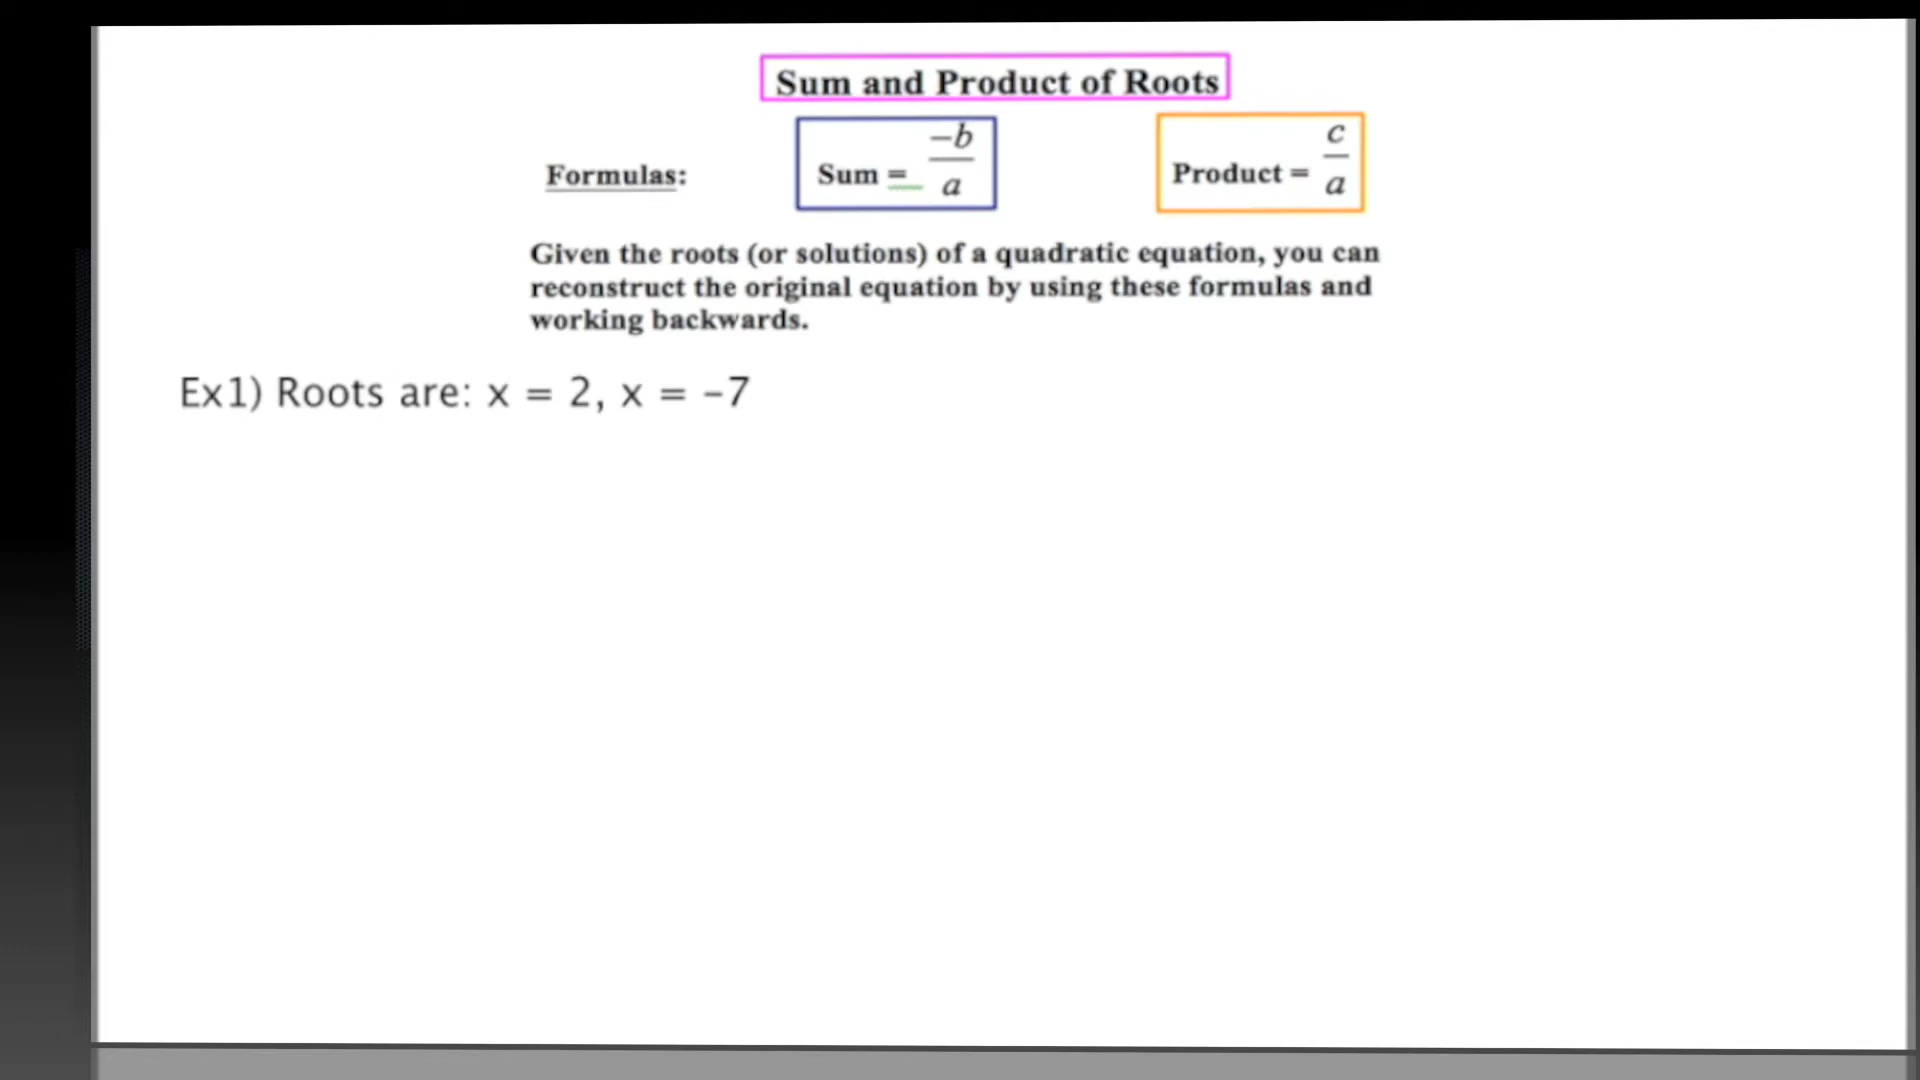 Sum and Product of Roots
Formulas: Sum = −b/a Product = c/a
Given the roots (or solutions) of a quadratic equation, you can
reconstruct the original equation by using these formulas and
working backwards.
Ex1) Roots are: x = 2, x = -7